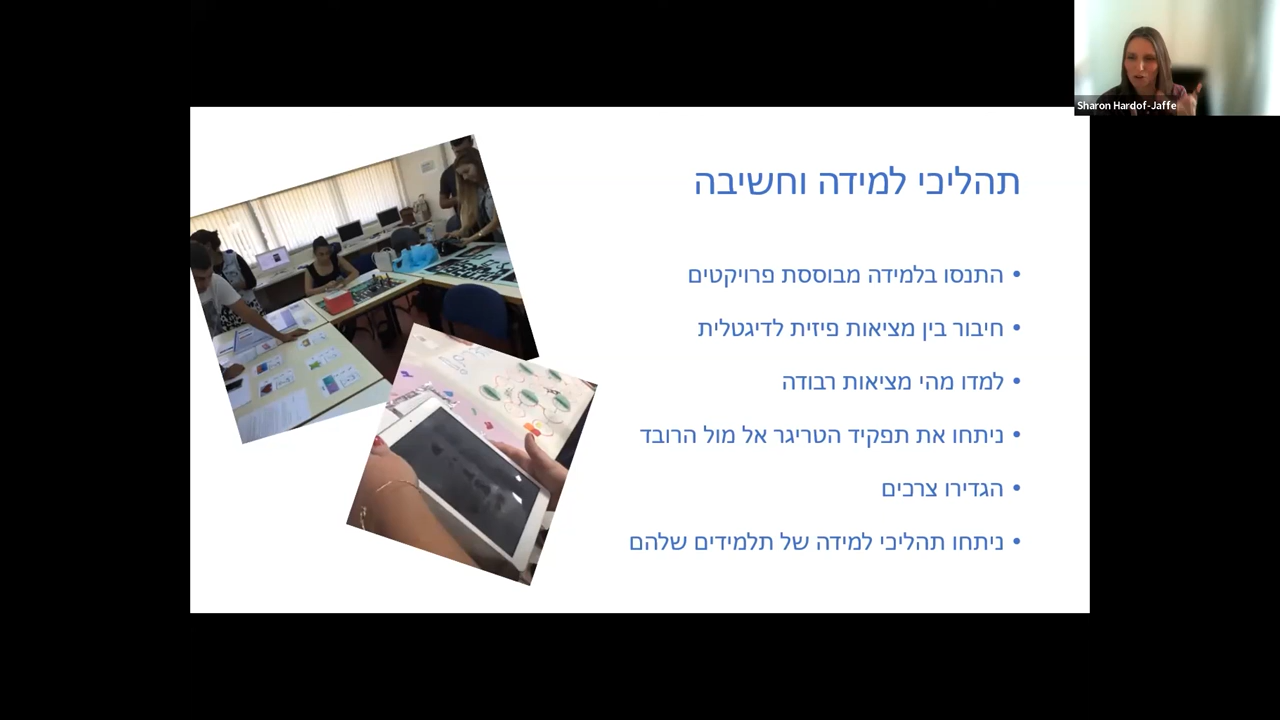 Sharon Hardof-Jaffe
תהליכי למידה וחשיבה
• התנסו בלמידה מבוססת פרויקטים
• חיבור בין מציאות פיזית לדיגטלית
• למדו מהי מציאות רבודה
• ניתחו את תפקיד הטריגר אל מול הרובד
• הגדירו צרכים
• ניתחו תהליכי למידה של תלמידים שלהם